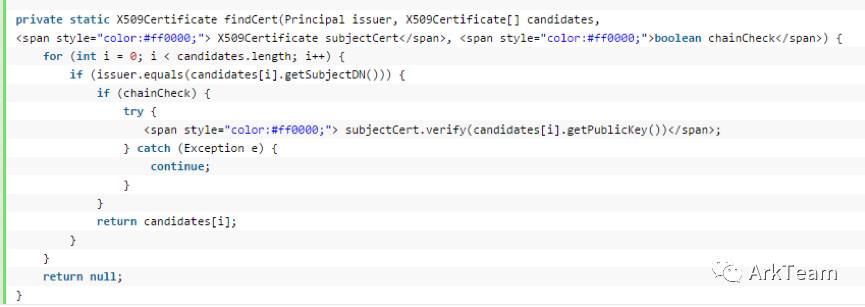 private static X509Certificate findCert(Principal issuer, X509Certificate[] candidates,
<span style="color:#ff0000;"> X509Certificate subjectCert</span>, <span style="color:#ff0000;">boolean chainCheck</span>) {
    for (int i = 0; i < candidates.length; i++) {
        if (issuer.equals(candidates[i].getSubjectDN())) {
            if (chainCheck) {
                try {
                    <span style="color:#ff0000;"> subjectCert.verify(candidates[i].getPublicKey())</span>;
                } catch (Exception e) {
                    continue;
                }
            }
            return candidates[i];
        }
    }
    return null;
}
ArkTeam